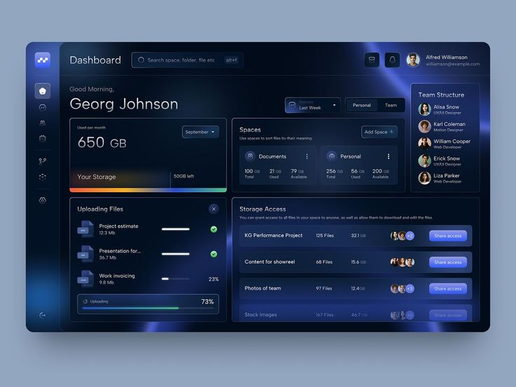 Dashboard
Search space, folder, file etc
alt+f
Alfred Williamson
williamson@example.com
Good Morning,
Georg Johnson
Last Week
Personal
Team
Team Structure
Alisa Snow
UX/UI Designer
Karl Coleman
Motion Designer
William Cooper
Web Developer
Erick Snow
UX/UI Designer
Liza Parker
Web Developer
Used per month
650 GB
September
Your Storage
50GB left
Spaces
Use spaces to sort files by their meaning
Add Space +
Documents
100 GB
Total
21 GB
Used
79 GB
Available
Personal
256 GB
Total
56 GB
Used
200 GB
Available
Uploading Files
Project estimate
12.3 Mb
Presentation for...
36.7 Mb
Work invoicing
9.8 Mb
23%
Uploading
73%
Storage Access
You can grant access to all files in your space to anyone, as well as allow them to download and edit the files
KG Performance Project
125 Files
32.1 GB
Share access
Content for showreel
68 Files
15.6 GB
Share access
Photos of team
97 Files
12.4 GB
Share access
Stock Images
167 Files
Share access